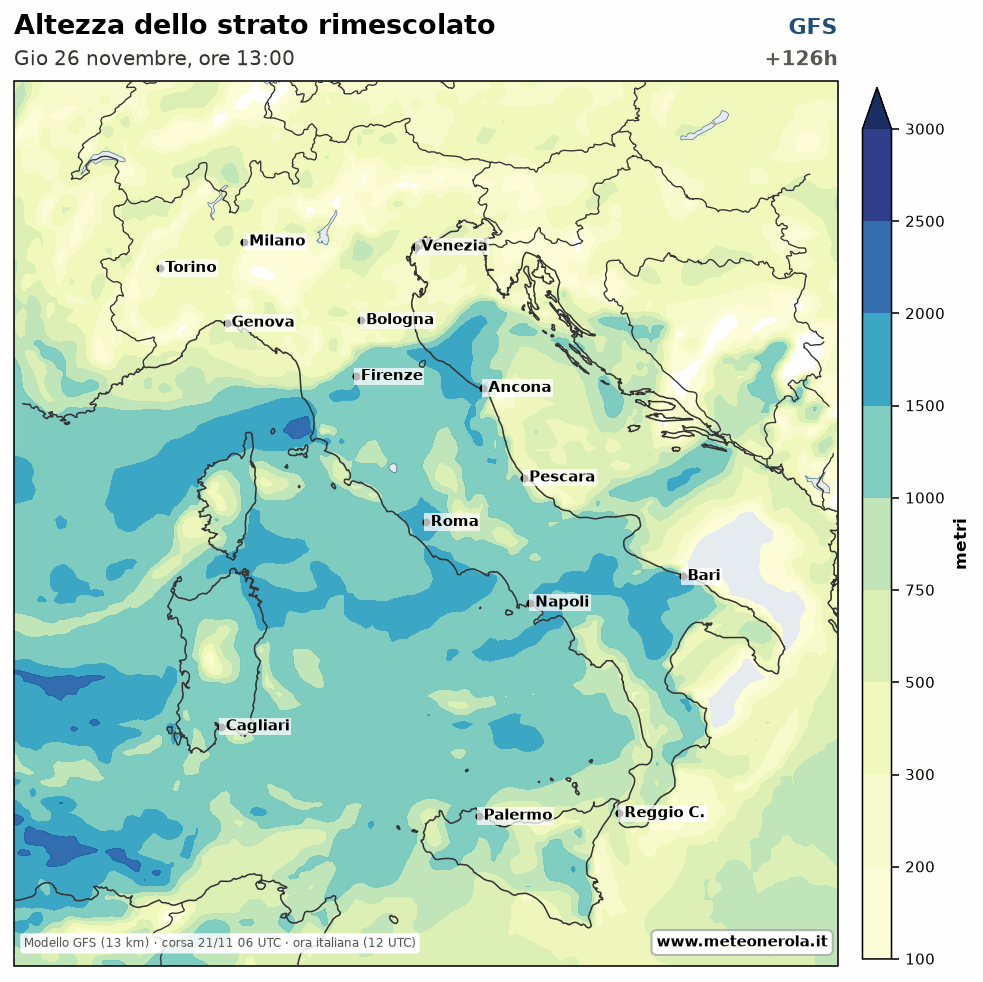 Altezza dello strato rimescolato
GFS
Gio 26 novembre, ore 13:00
+126h
3000
2500
2000
1500
1000
750
500
300
200
100
metri
Milano
Venezia
Torino
Genova
Bologna
Firenze
Ancona
Pescara
Roma
Bari
Napoli
Cagliari
Palermo
Reggio C.
Modello GFS (13 km) · corsa 21/11 06 UTC · ora italiana (12 UTC)
www.meteonerola.it